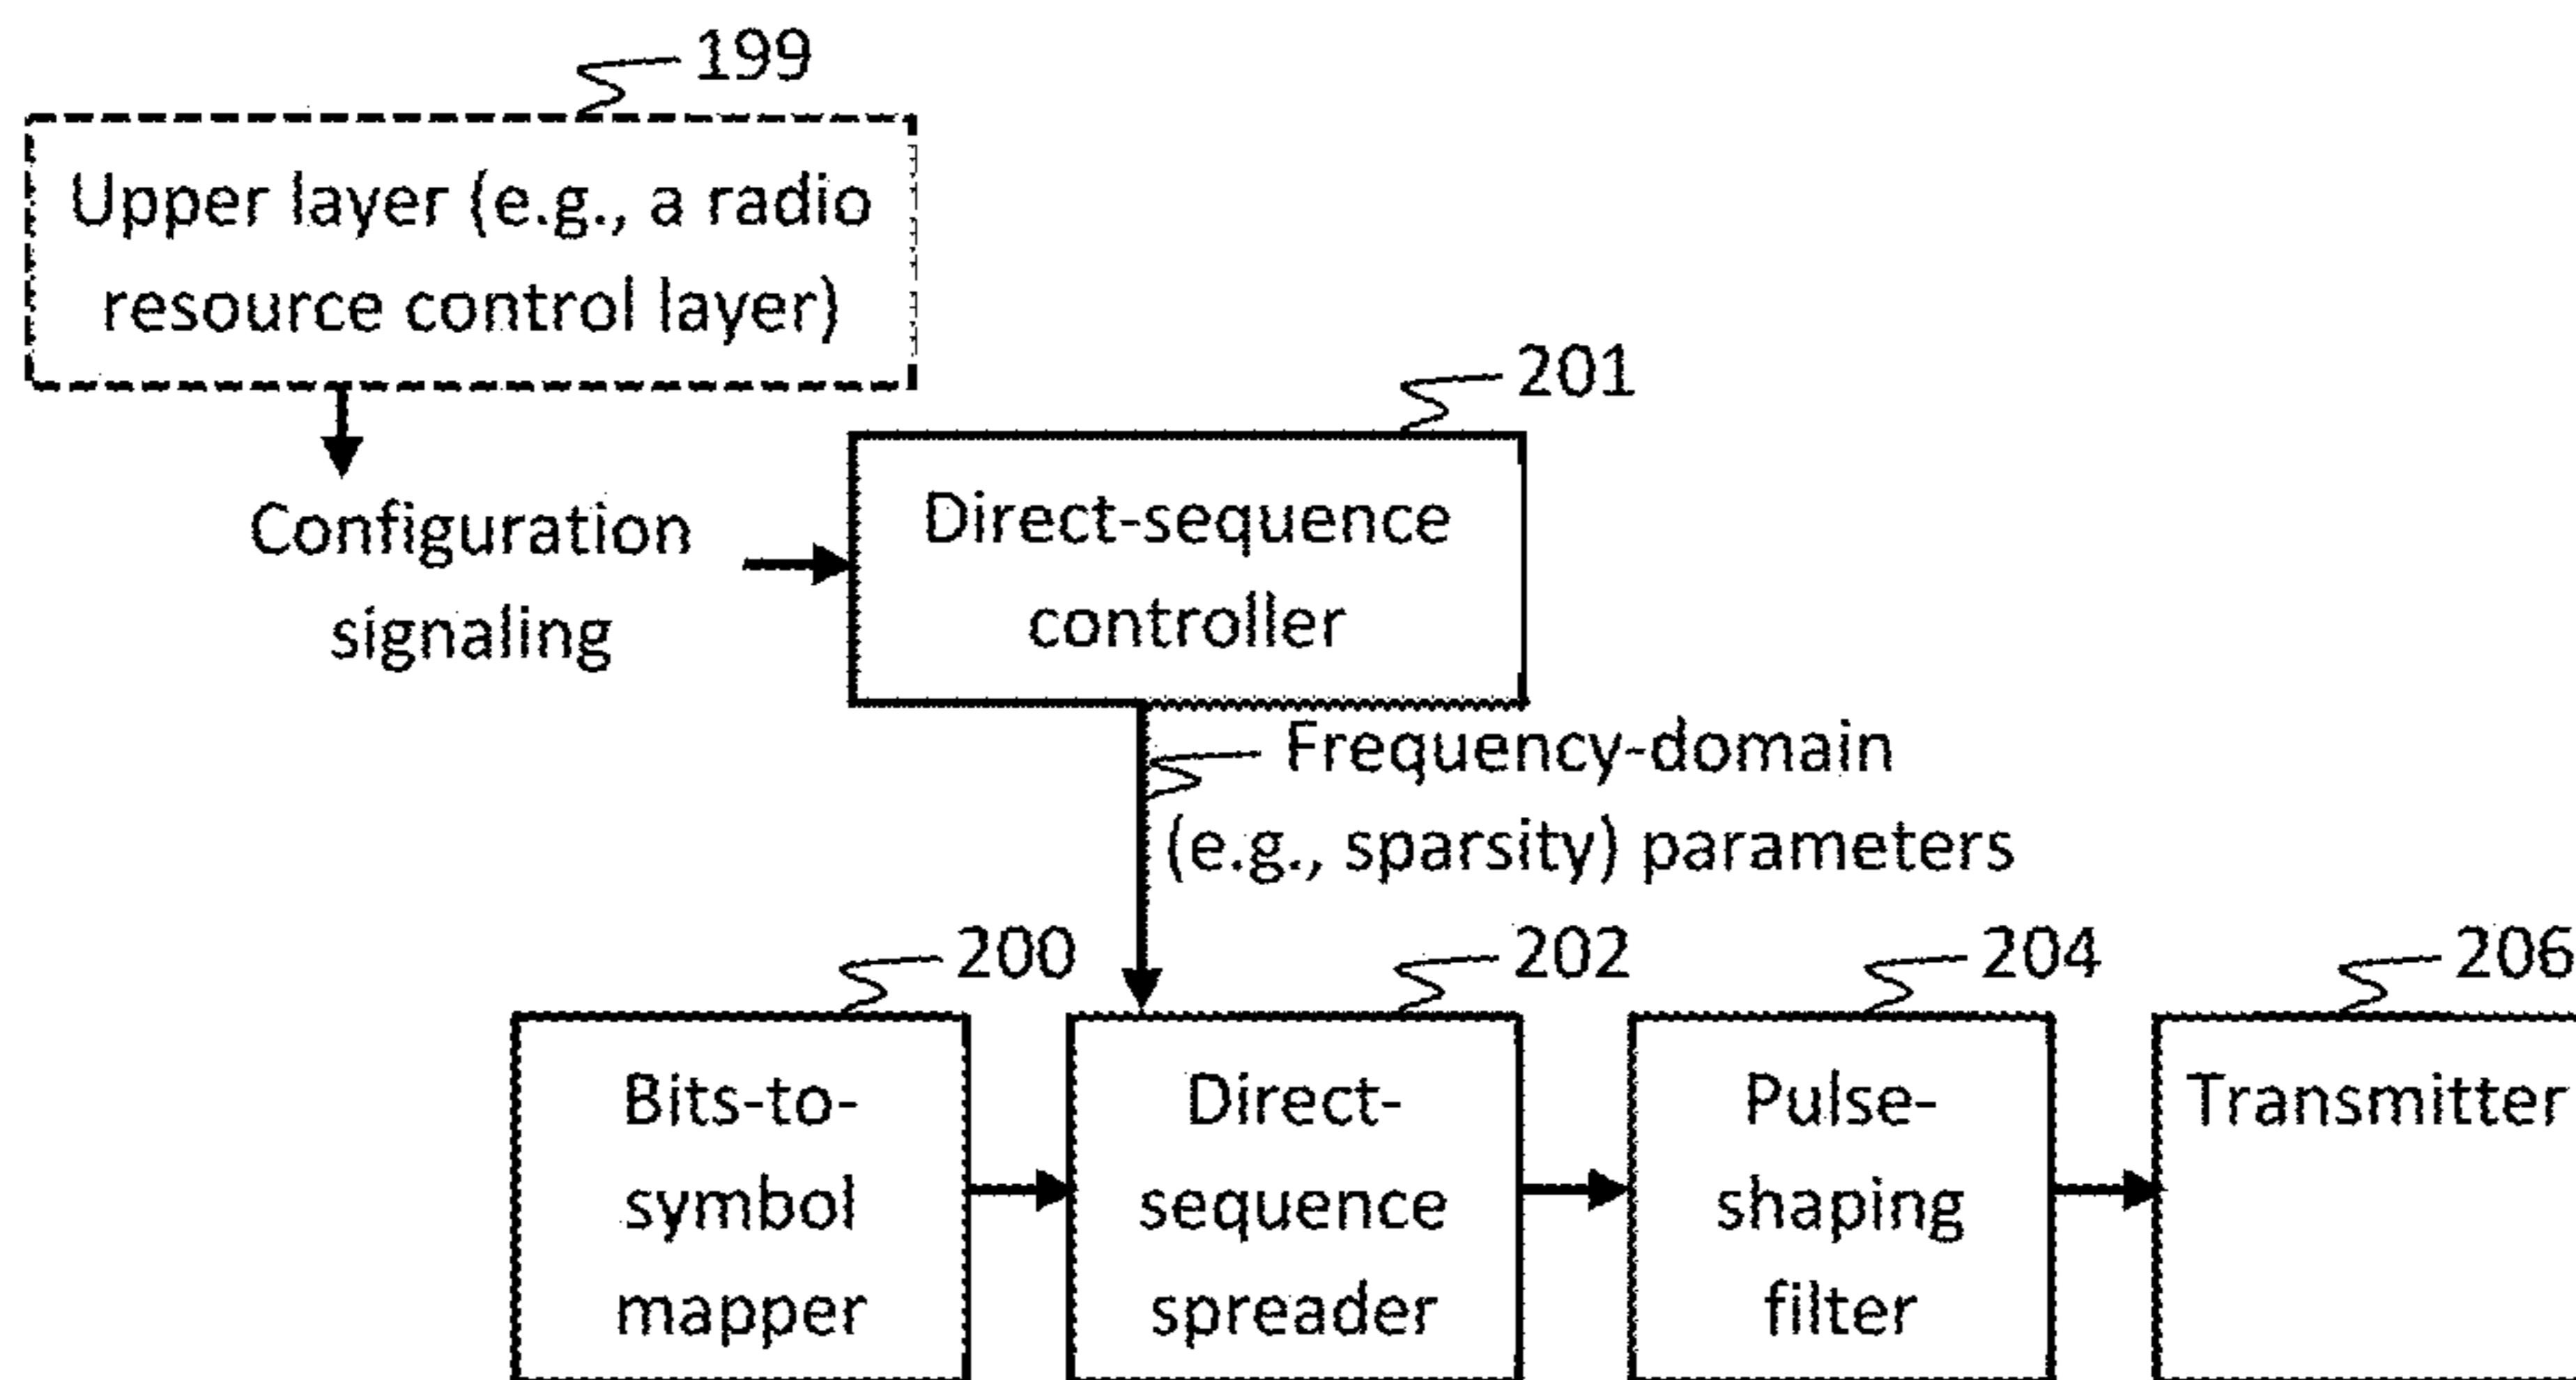 199
Upper layer (e.g., a radio
resource control layer)
201
Configuration
signaling
Direct-sequence
controller
Frequency-domain
(e.g., sparsity) parameters
200
202
204
206
Bits-to-
symbol
mapper
Direct-
sequence
spreader
Pulse-
shaping
filter
Transmitter